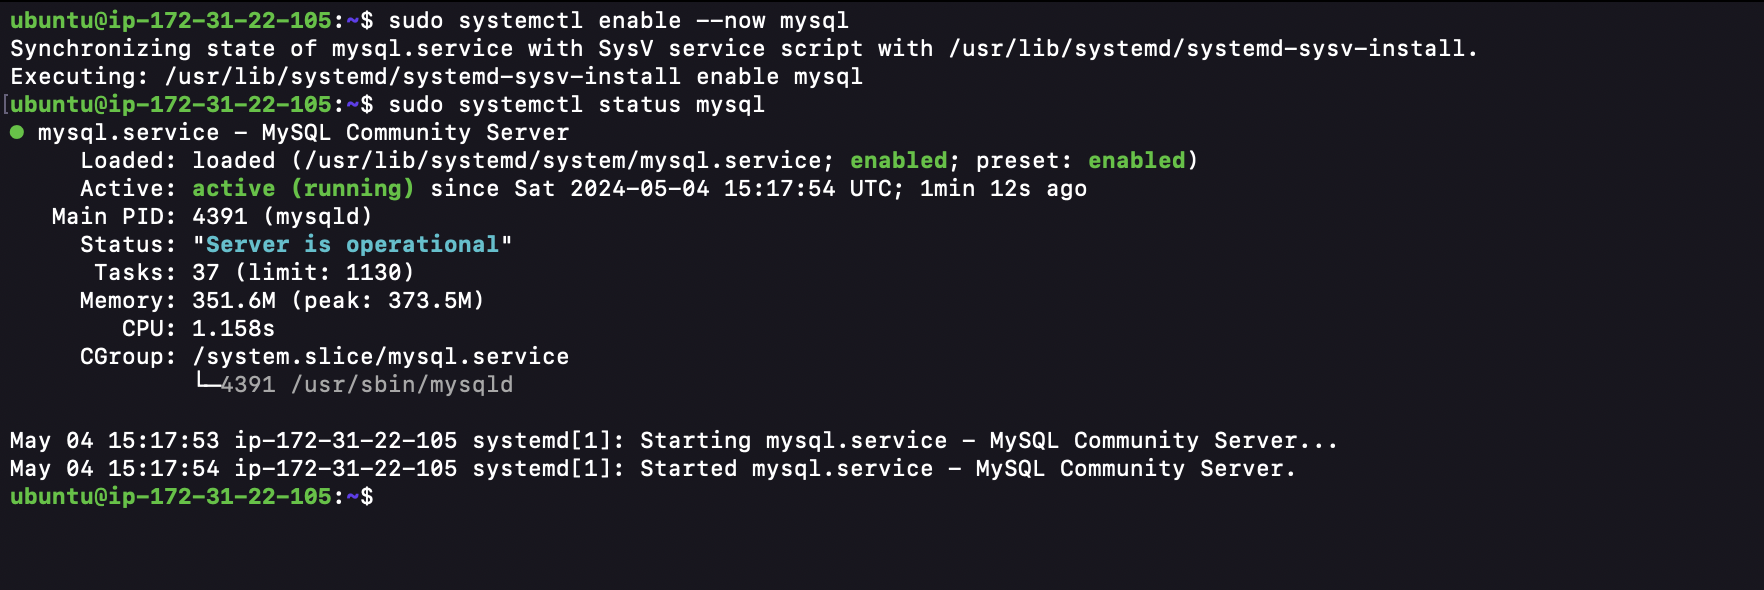 ubuntu@ip-172-31-22-105:~$ sudo systemctl enable --now mysql
Synchronizing state of mysql.service with SysV service script with /usr/lib/systemd/systemd-sysv-install.
Executing: /usr/lib/systemd/systemd-sysv-install enable mysql
[ubuntu@ip-172-31-22-105:~$ sudo systemctl status mysql
● mysql.service - MySQL Community Server
     Loaded: loaded (/usr/lib/systemd/system/mysql.service; enabled; preset: enabled)
     Active: active (running) since Sat 2024-05-04 15:17:54 UTC; 1min 12s ago
   Main PID: 4391 (mysqld)
     Status: "Server is operational"
      Tasks: 37 (limit: 1130)
     Memory: 351.6M (peak: 373.5M)
        CPU: 1.158s
     CGroup: /system.slice/mysql.service
             └─4391 /usr/sbin/mysqld

May 04 15:17:53 ip-172-31-22-105 systemd[1]: Starting mysql.service - MySQL Community Server...
May 04 15:17:54 ip-172-31-22-105 systemd[1]: Started mysql.service - MySQL Community Server.
ubuntu@ip-172-31-22-105:~$